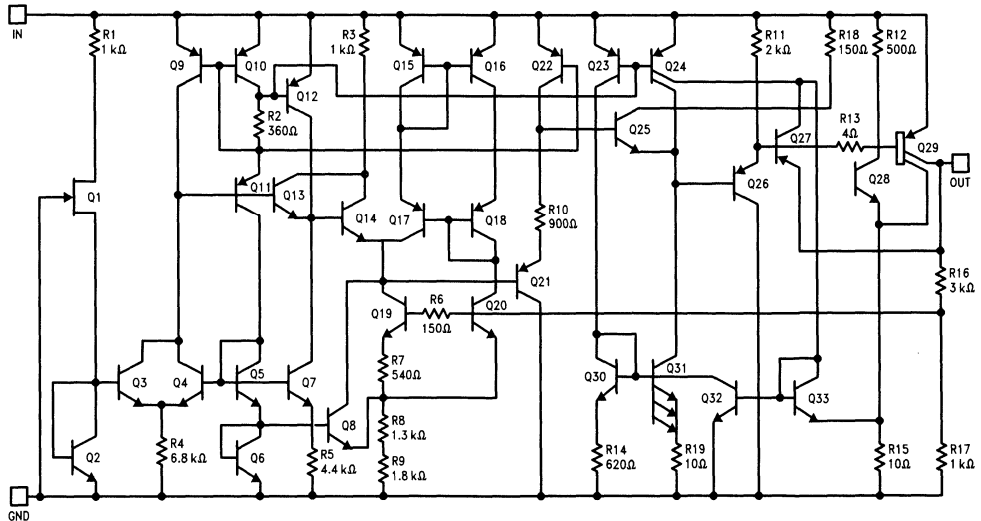 IN
R1
1 kΩ
Q9
Q10
Q12
R2
360Ω
R3
1 kΩ
Q15
Q16
Q22
Q23
Q24
R11
2 kΩ
R18
150Ω
R12
500Ω
Q25
R13
4Ω
Q27
Q29
OUT
Q1
Q11
Q13
Q14
Q17
Q18
R10
900Ω
Q26
Q28
Q21
R16
3 kΩ
Q19
R6
150Ω
Q20
Q3
Q4
Q5
Q7
R7
540Ω
Q30
Q31
Q32
Q33
Q2
R4
6.8 kΩ
Q6
R5
4.4 kΩ
Q8
R8
1.3 kΩ
R9
1.8 kΩ
R14
620Ω
R19
10Ω
R15
10Ω
R17
1 kΩ
GND